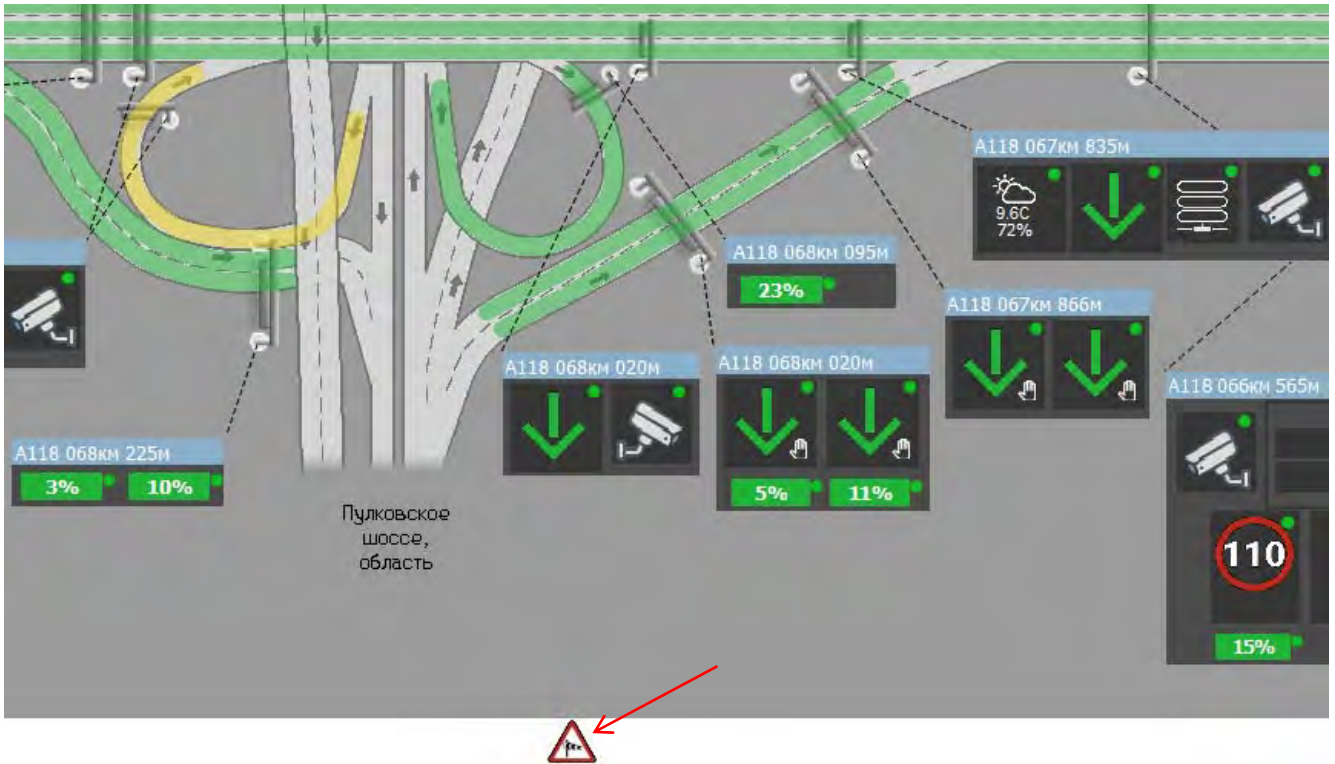 А118 067км 835м
9.6C
72%
А118 068км 095м
23%
А118 067км 866м
А118 068км 020м
А118 068км 020м
5%
11%
А118 066км 565м
110
15%
А118 068км 225м
3%
10%
Пулковское
шоссе,
область